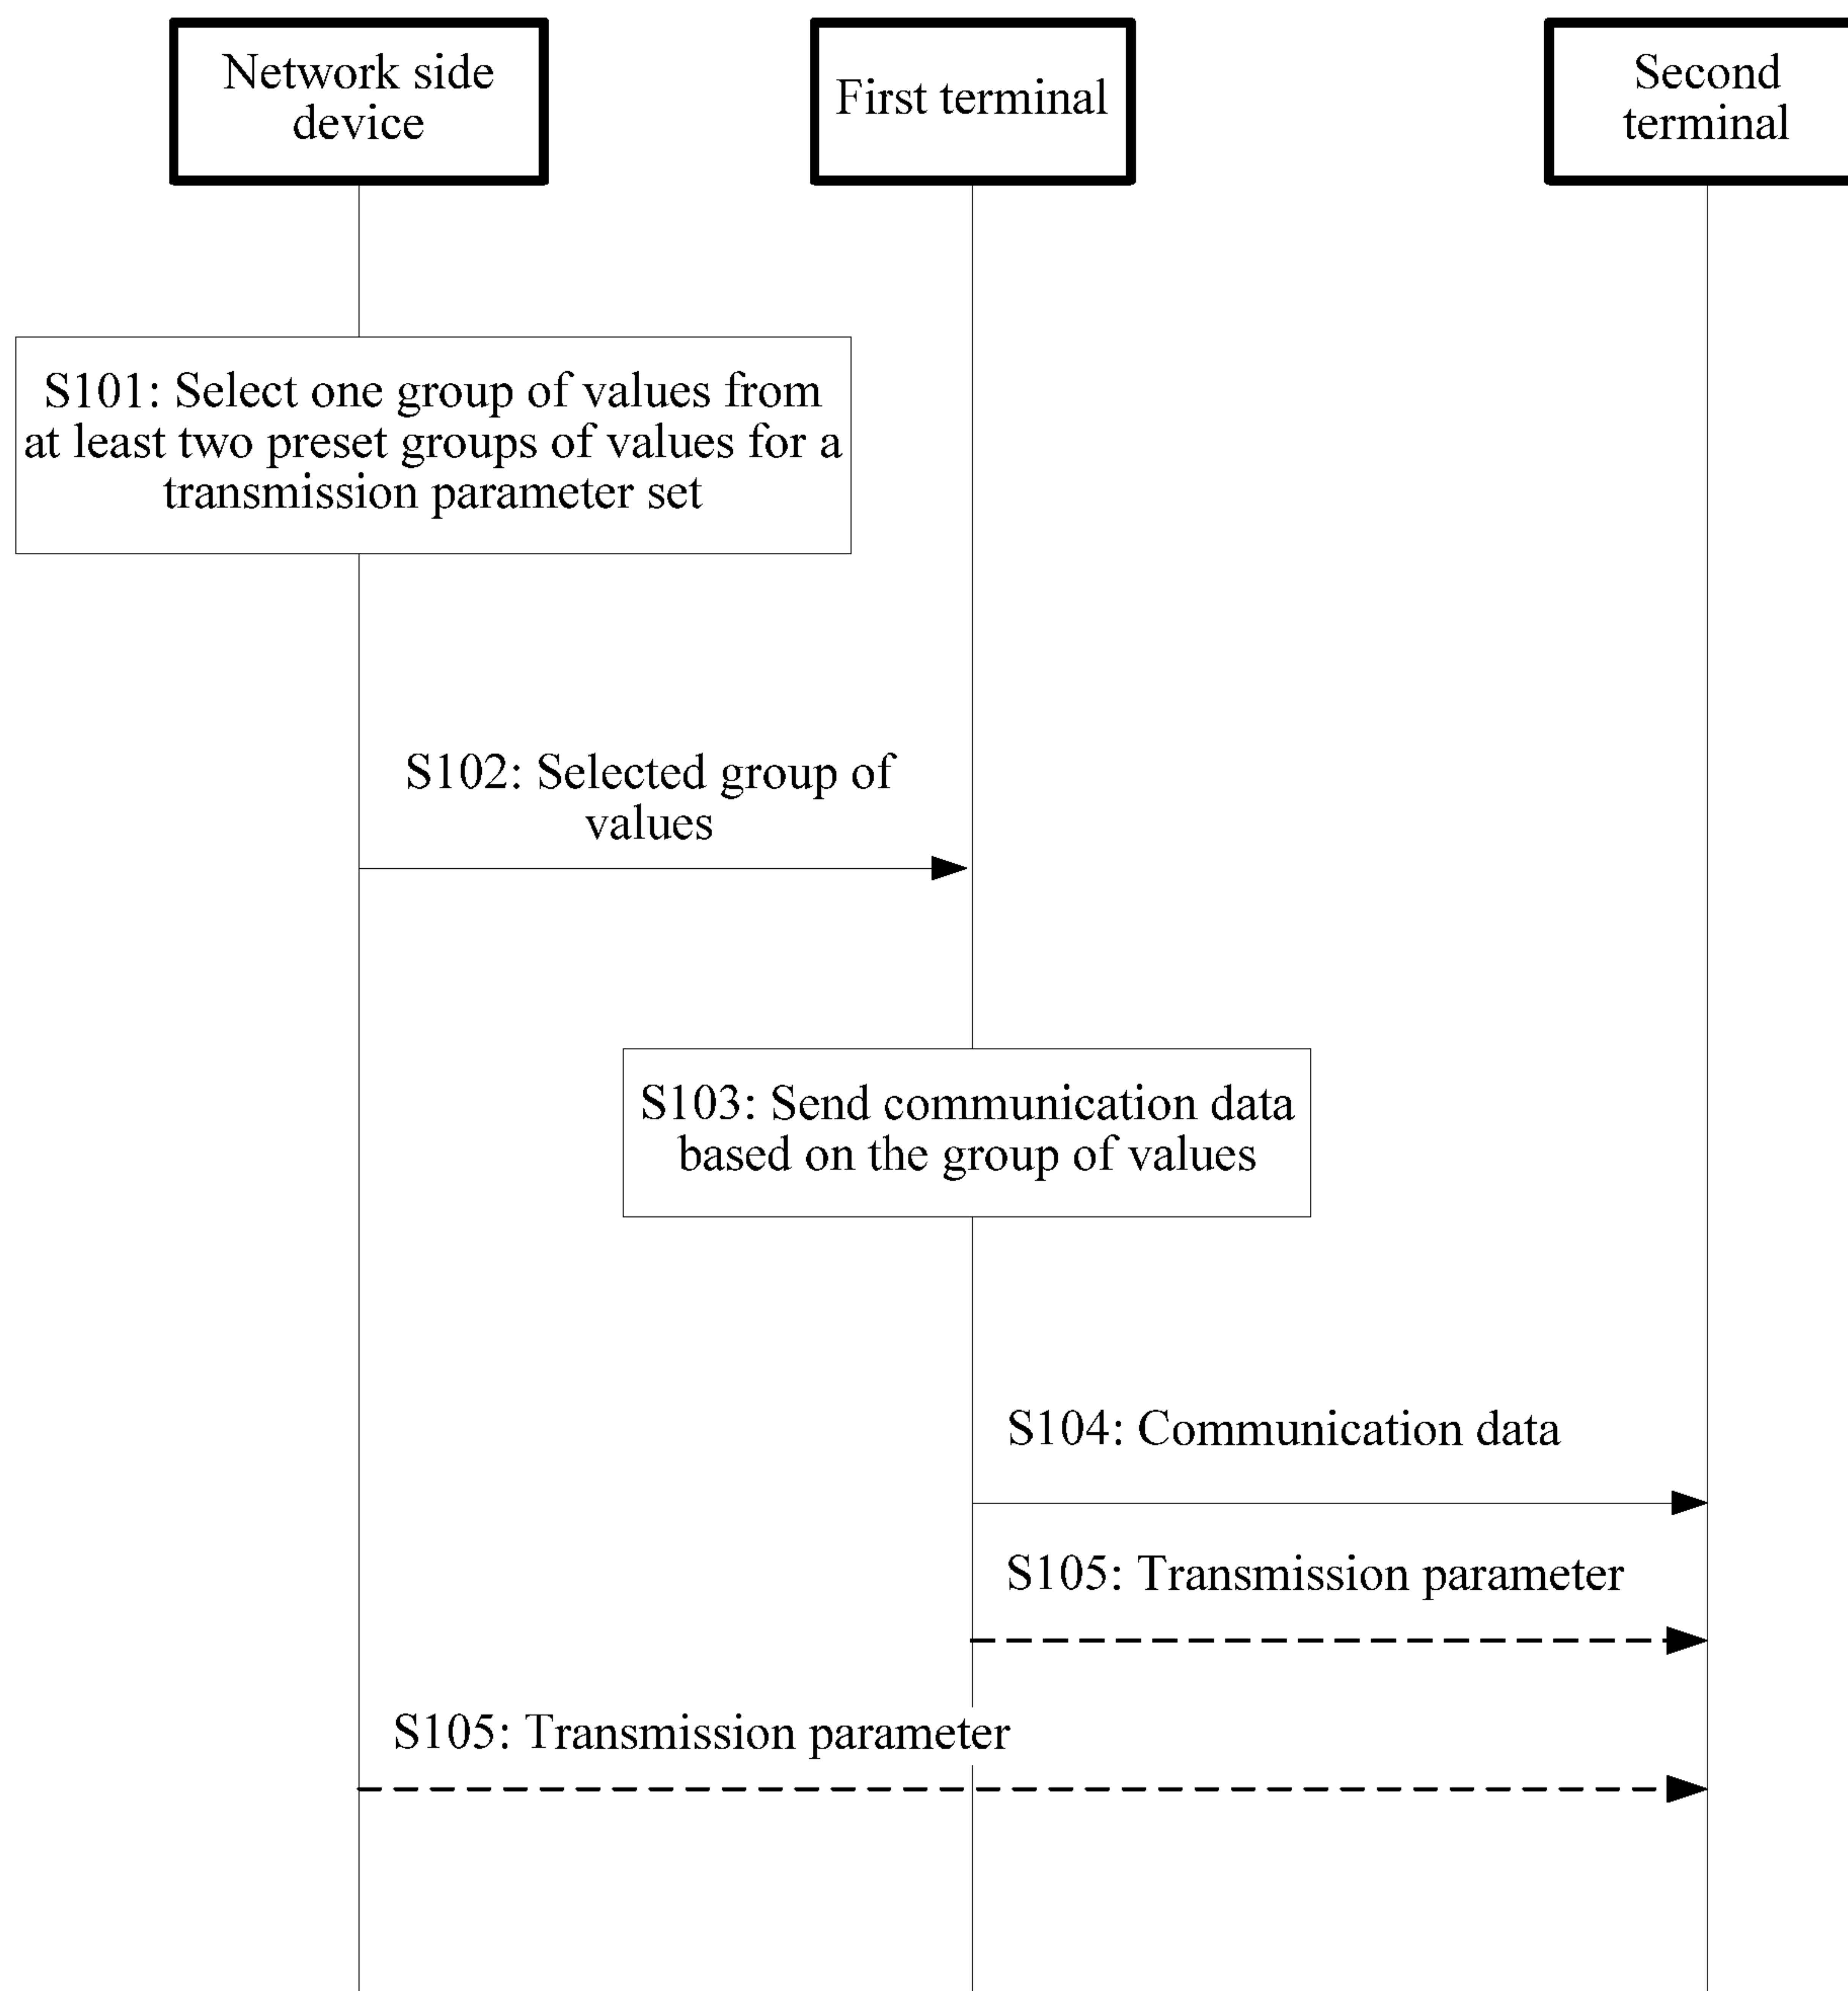 Network side
device
First terminal
Second
terminal
S101: Select one group of values from
at least two preset groups of values for a
transmission parameter set
S102: Selected group of
values
S103: Send communication data
based on the group of values
S104: Communication data
S105: Transmission parameter
S105: Transmission parameter